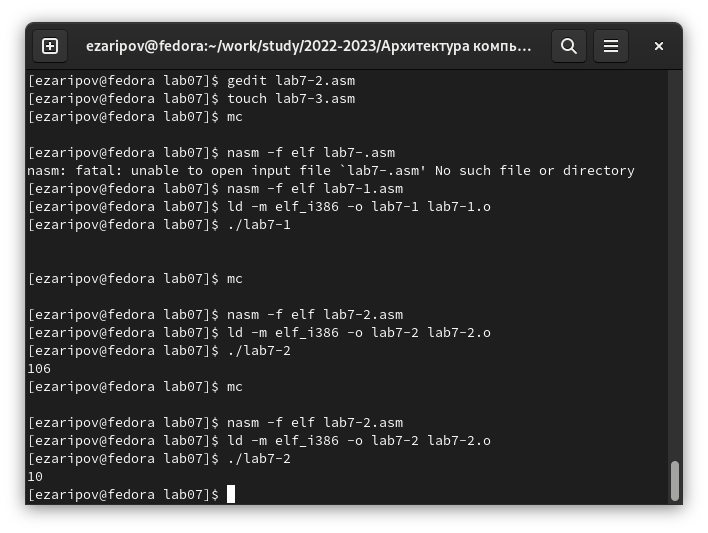 ezaripov@fedora:~/work/study/2022-2023/Архитектура компь...
[ezaripov@fedora lab07]$ gedit lab7-2.asm
[ezaripov@fedora lab07]$ touch lab7-3.asm
[ezaripov@fedora lab07]$ mc
[ezaripov@fedora lab07]$ nasm -f elf lab7-.asm
nasm: fatal: unable to open input file `lab7-.asm' No such file or directory
[ezaripov@fedora lab07]$ nasm -f elf lab7-1.asm
[ezaripov@fedora lab07]$ ld -m elf_i386 -o lab7-1 lab7-1.o
[ezaripov@fedora lab07]$ ./lab7-1
[ezaripov@fedora lab07]$ mc
[ezaripov@fedora lab07]$ nasm -f elf lab7-2.asm
[ezaripov@fedora lab07]$ ld -m elf_i386 -o lab7-2 lab7-2.o
[ezaripov@fedora lab07]$ ./lab7-2
106
[ezaripov@fedora lab07]$ mc
[ezaripov@fedora lab07]$ nasm -f elf lab7-2.asm
[ezaripov@fedora lab07]$ ld -m elf_i386 -o lab7-2 lab7-2.o
[ezaripov@fedora lab07]$ ./lab7-2
10
[ezaripov@fedora lab07]$